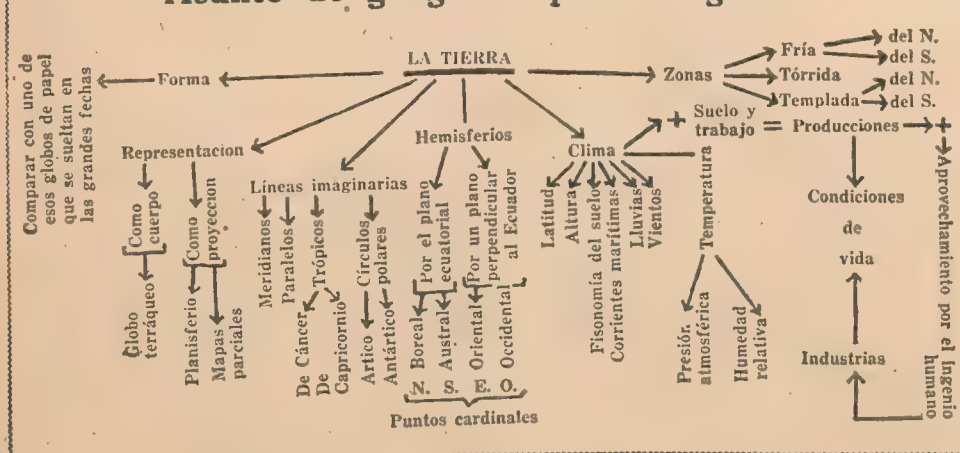 LA TIERRA
Forma
Comparar con uno de
esos globos de papel
que se sueltan en
las grandes fechas
Representacion
Como
cuerpo
Globo
terráqueo
Como
proyeccion
Planisferio
Mapas
parciales
Líneas imaginarias
Meridianos
Paralelos
Trópicos
De Cáncer
De
Capricornio
Círculos
polares
Artico
Antártico
Hemisferios
Por el plano
ecuatorial
Boreal
Austral
Por un plano
perpendicular
al Ecuador
Oriental
Occidental
N. S. E. O.
Puntos cardinales
Clima
Latitud
Altura
Fisonomía del suelo
Corrientes marítimas
Lluvias
Vientos
Temperatura
Presiór.
atmosférica
Humedad
relativa
Zonas
Fría
del N.
del S.
Tórrida
Templada
del N.
del S.
+ Suelo y
trabajo
= Producciones
+
Aprovechamiento por el ingenio
humano
Condiciones
de
vida
Industrias